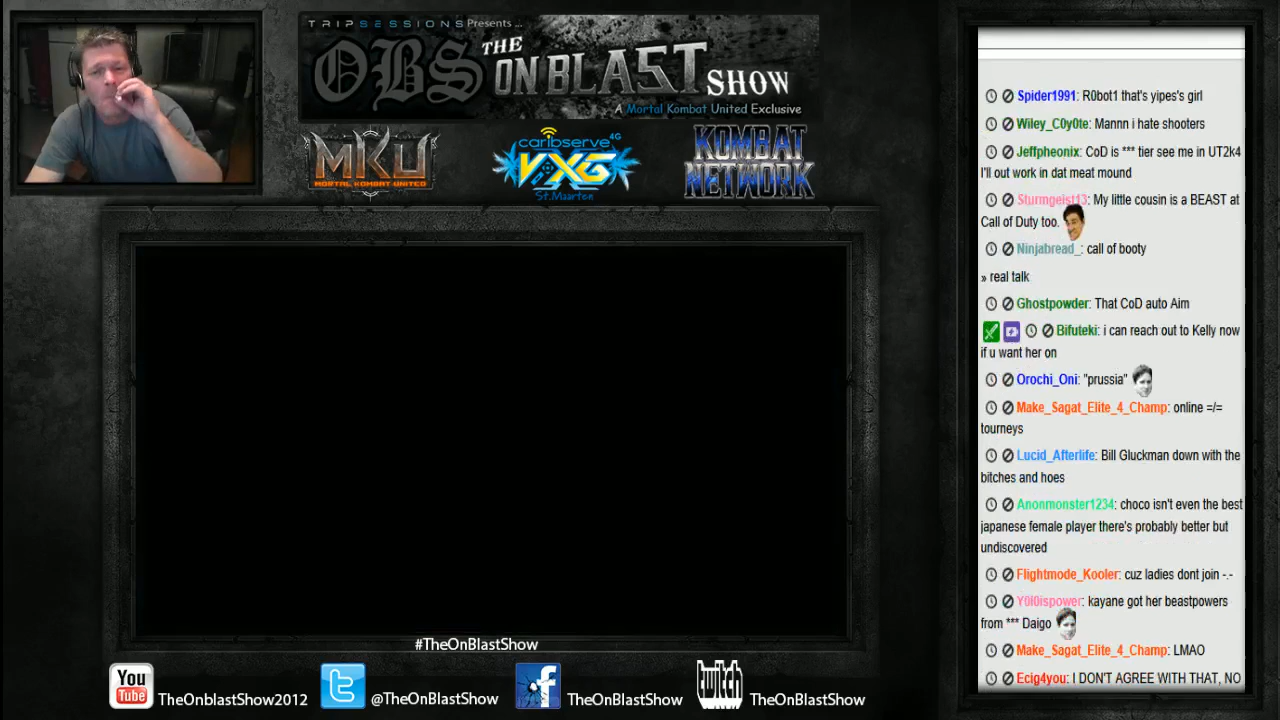 TRIPSESSIONS Presents ...
OBS THE ON BLAST SHOW
A Mortal Kombat United Exclusive
MKU
MORTAL KOMBAT UNITED
caribserve 4G
VXG
St.Maarten
KOMBAT
NETWORK
Spider1991: R0bot1 that's yipes's girl
Wiley_C0y0te: Mannn i hate shooters
Jeffpheonix: CoD is *** tier see me in UT2k4
I'll out work in dat meat mound
Sturmgeist13: My little cousin is a BEAST at
Call of Duty too.
Ninjabread_: call of booty
» real talk
Ghostpowder: That CoD auto Aim
Bifuteki: i can reach out to Kelly now
if u want her on
Orochi_Oni: "prussia"
Make_Sagat_Elite_4_Champ: online =/=
tourneys
Lucid_Afterlife: Bill Gluckman down with the
bitches and hoes
Anonmonster1234: choco isn't even the best
japanese female player there's probably better but
undiscovered
Flightmode_Kooler: cuz ladies dont join -.-
Y0l0ispower: kayane got her beastpowers
from *** Daigo
Make_Sagat_Elite_4_Champ: LMAO
Ecig4you: I DON'T AGREE WITH THAT, NO
#TheOnBlastShow
You
Tube
TheOnblastShow2012
@TheOnBlastShow
f
TheOnBlastShow
twitch
TheOnBlastShow